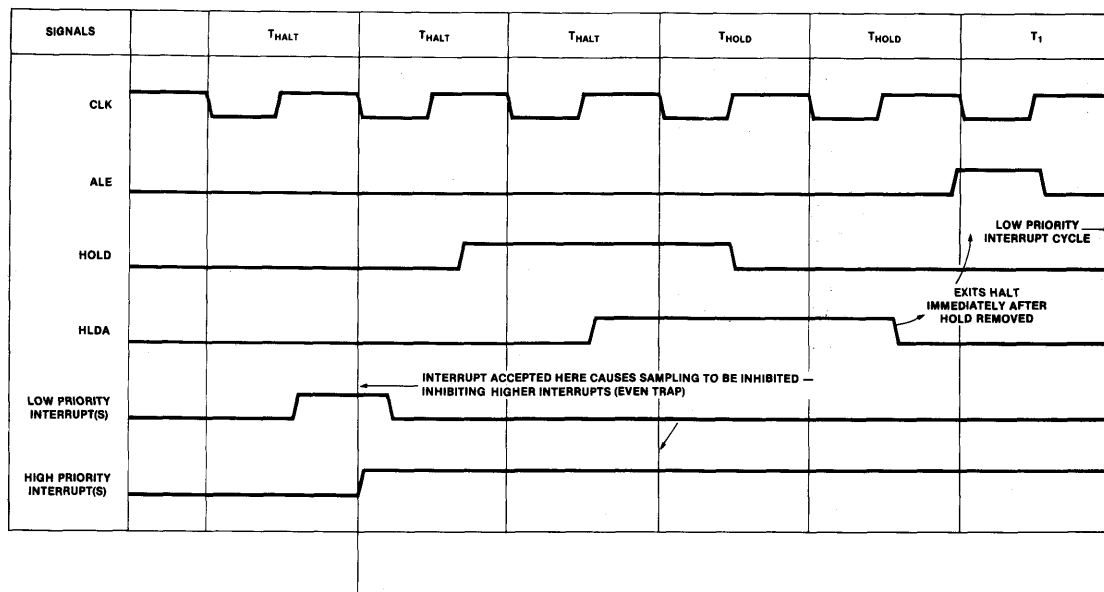 SIGNALS
THALT
THALT
THALT
THOLD
THOLD
T1
CLK
ALE
HOLD
LOW PRIORITY
INTERRUPT CYCLE
EXITS HALT
IMMEDIATELY AFTER
HOLD REMOVED
HLDA
INTERRUPT ACCEPTED HERE CAUSES SAMPLING TO BE INHIBITED —
INHIBITING HIGHER INTERRUPTS (EVEN TRAP)
LOW PRIORITY
INTERRUPT(S)
HIGH PRIORITY
INTERRUPT(S)